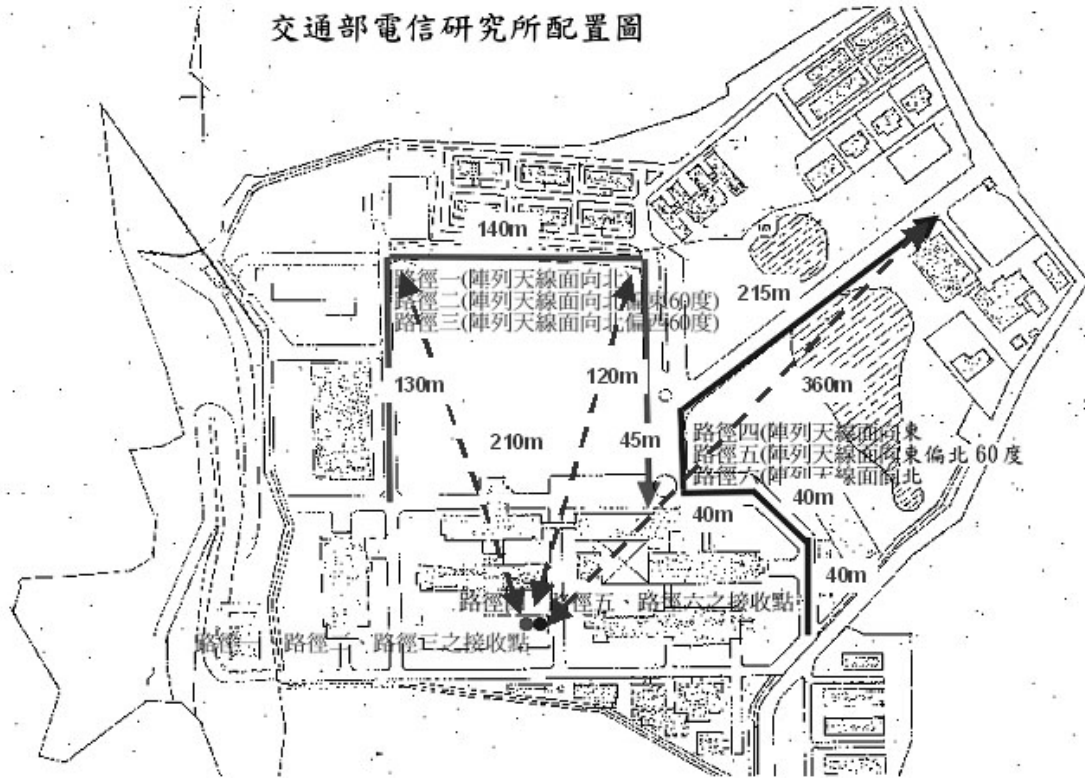 交通部電信研究所配置圖
140m
路徑一(陣列天線面向北
路徑二(陣列天線面向北偏東60度)
路徑三(陣列天線面向北偏西60度)
215m
130m
120m
360m
210m
45m
路徑四(陣列天線面向東
路徑五(陣列天線面向東偏北60度
路徑六(陣列天線面向北
40m
40m
40m
路徑 路徑五、路徑六之接收點
路徑一 路徑二、路徑三之接收點